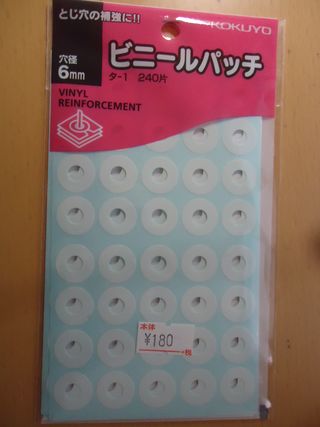 とじ穴の補強に!!
KOKUYO
穴径
6mm
ビニールパッチ
タ-1 240片
VINYL
REINFORCEMENT
本体
¥180
+税